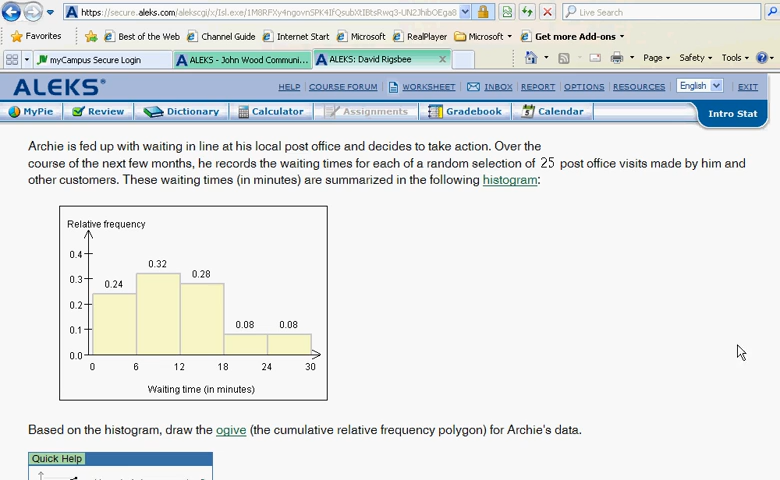 https://secure.aleks.com/alekscgi/x/Isl.exe/
Live Search
Favorites Best of the Web Channel Guide Internet Start Microsoft RealPlayer Microsoft Get more Add-ons
myCampus Secure Login ALEKS - John Wood Communi... ALEKS: David Rigsbee Page Safety Tools
ALEKS HELP COURSE FORUM WORKSHEET INBOX REPORT OPTIONS RESOURCES English EXIT
MyPie Review Dictionary Calculator Assignments Gradebook Calendar Intro Stat
Archie is fed up with waiting in line at his local post office and decides to take action. Over the
course of the next few months, he records the waiting times for each of a random selection of 25 post office visits made by him and
other customers. These waiting times (in minutes) are summarized in the following histogram:
Relative frequency
0.4
0.3
0.2
0.1
0.0
0.24 0.32 0.28 0.08 0.08
0 6 12 18 24 30
Waiting time (in minutes)
Based on the histogram, draw the ogive (the cumulative relative frequency polygon) for Archie's data.
Quick Help